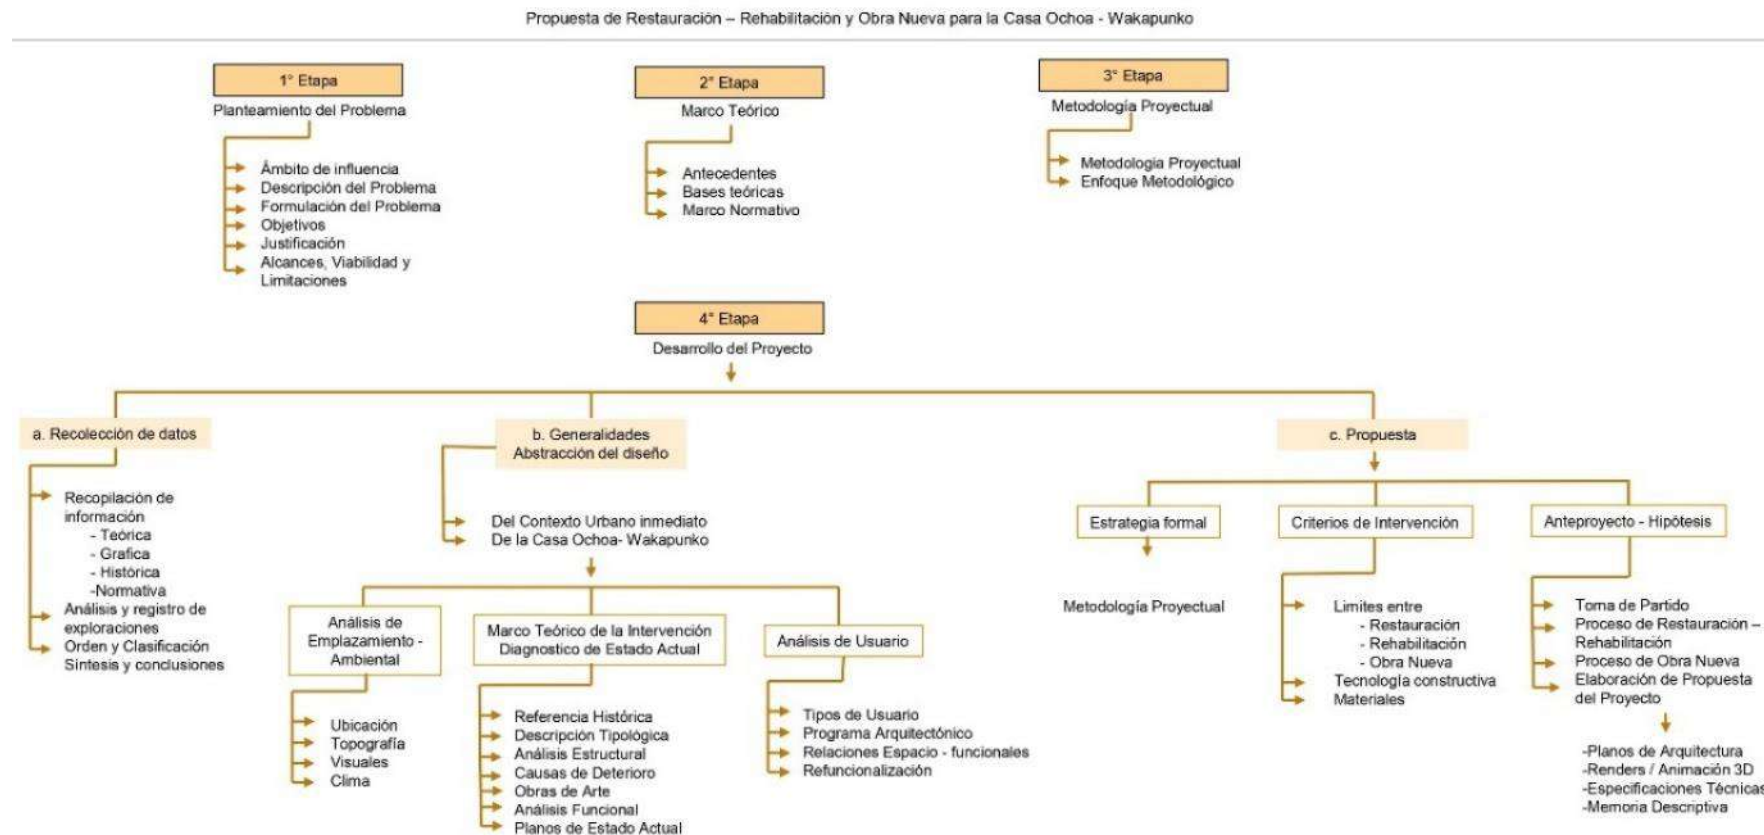 Propuesta de Restauración – Rehabilitación y Obra Nueva para la Casa Ochoa - Wakapunko
1° Etapa
Planteamiento del Problema
Ámbito de influencia
Descripción del Problema
Formulación del Problema
Objetivos
Justificación
Alcances, Viabilidad y
Limitaciones
2° Etapa
Marco Teórico
Antecedentes
Bases teóricas
Marco Normativo
3° Etapa
Metodología Proyectual
Metodologia Proyectual
Enfoque Metodológico
4° Etapa
Desarrollo del Proyecto
a. Recolección de datos
Recopilación de
información
- Teórica
- Grafica
- Histórica
-Normativa
Análisis y registro de
exploraciones
Orden y Clasificación
Síntesis y conclusiones
b. Generalidades
Abstracción del diseño
Del Contexto Urbano inmediato
De la Casa Ochoa- Wakapunko
Análisis de
Emplazamiento -
Ambiental
Ubicación
Topografía
Visuales
Clima
Marco Teórico de la Intervención
Diagnostico de Estado Actual
Referencia Histórica
Descripción Tipológica
Análisis Estructural
Causas de Deterioro
Obras de Arte
Análisis Funcional
Planos de Estado Actual
Análisis de Usuario
Tipos de Usuario
Programa Arquitectónico
Relaciones Espacio - funcionales
Refuncionalización
c. Propuesta
Estrategia formal
Metodología Proyectual
Criterios de Intervención
Limites entre
- Restauración
- Rehabilitación
- Obra Nueva
Tecnología constructiva
Materiales
Anteproyecto - Hipótesis
Toma de Partido
Proceso de Restauración –
Rehabilitación
Proceso de Obra Nueva
Elaboración de Propuesta
del Proyecto
-Planos de Arquitectura
-Renders / Animación 3D
-Especificaciones Técnicas
-Memoria Descriptiva